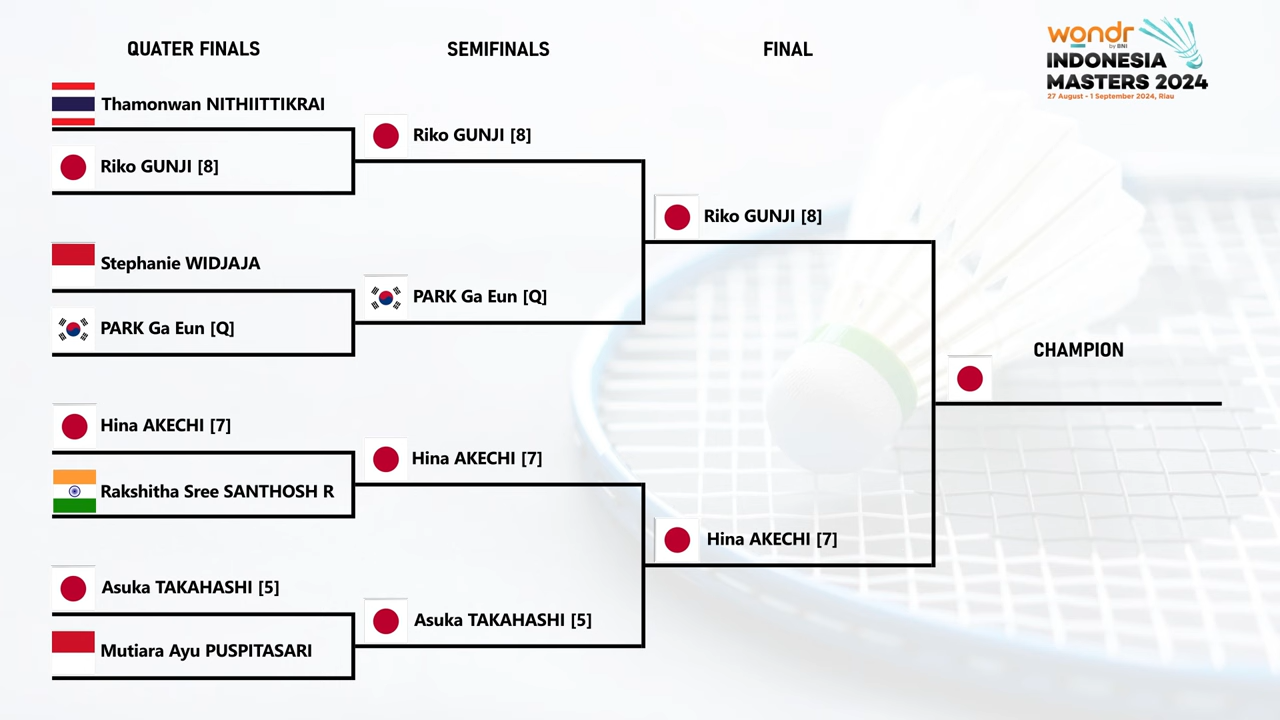 QUATER FINALS
SEMIFINALS
FINAL
wondr
by BNI
INDONESIA
MASTERS 2024
27 August - 1 September 2024, Riau
Thamonwan NITHIITTIKRAI
Riko GUNJI [8]
Stephanie WIDJAJA
PARK Ga Eun [Q]
Hina AKECHI [7]
Rakshitha Sree SANTHOSH R
Asuka TAKAHASHI [5]
Mutiara Ayu PUSPITASARI
Riko GUNJI [8]
PARK Ga Eun [Q]
Hina AKECHI [7]
Asuka TAKAHASHI [5]
Riko GUNJI [8]
Hina AKECHI [7]
CHAMPION